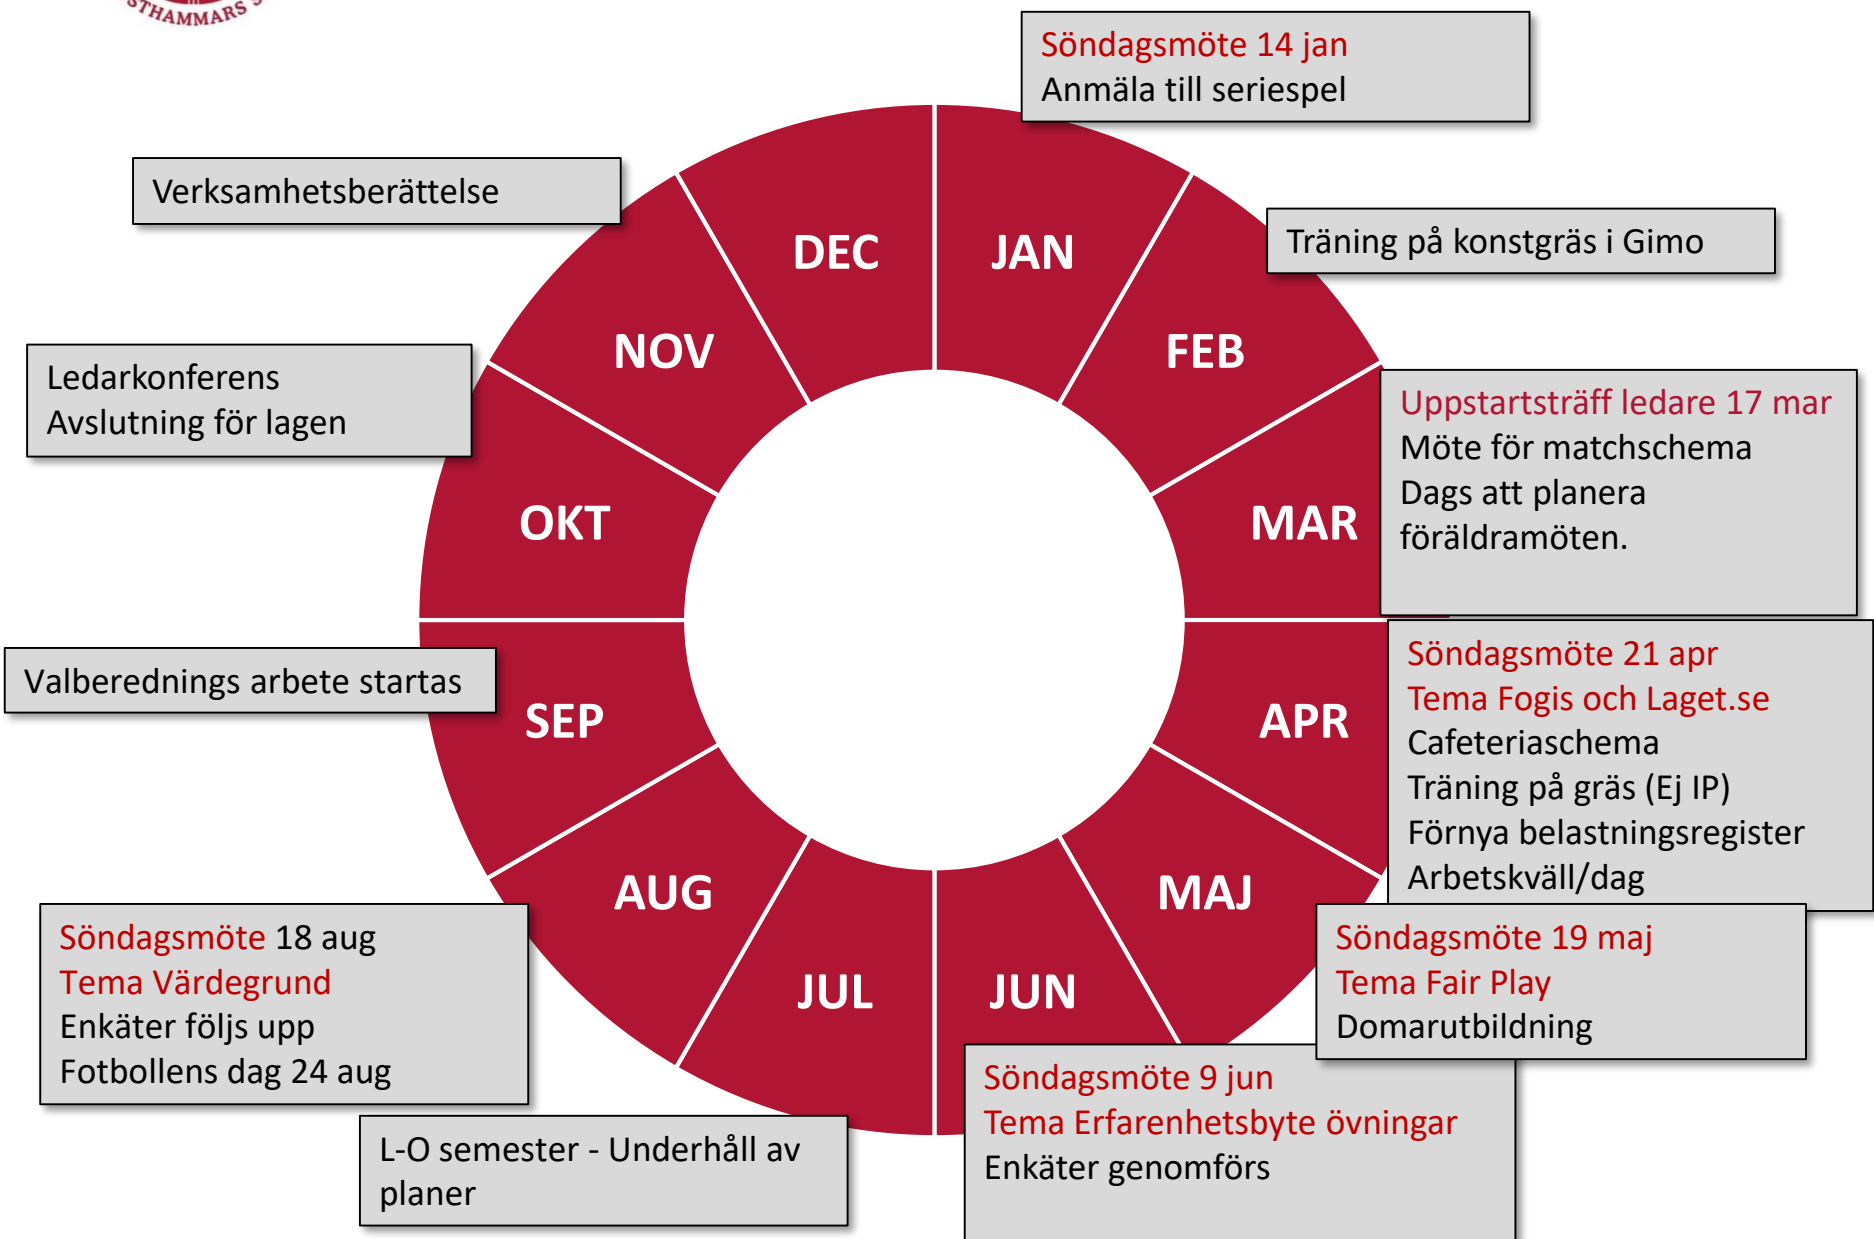 STHAMMARS
Söndagsmöte 14 jan
Anmäla till seriespel
Verksamhetsberättelse
DEC
JAN
Träning på konstgräs i Gimo
NOV
FEB
Ledarkonferens
Avslutning för lagen
Uppstartsträff ledare 17 mar
Möte för matchschema
Dags att planera
föräldramöten.
OKT
MAR
Valberednings arbete startas
SEP
APR
Söndagsmöte 21 apr
Tema Fogis och Laget.se
Cafeteriaschema
Träning på gräs (Ej IP)
Förnya belastningsregister
Arbetskväll/dag
AUG
MAJ
Söndagsmöte 18 aug
Tema Värdegrund
Enkäter följs upp
Fotbollens dag 24 aug
JUL
JUN
Söndagsmöte 19 maj
Tema Fair Play
Domarutbildning
L-O semester - Underhåll av
planer
Söndagsmöte 9 jun
Tema Erfarenhetsbyte övningar
Enkäter genomförs